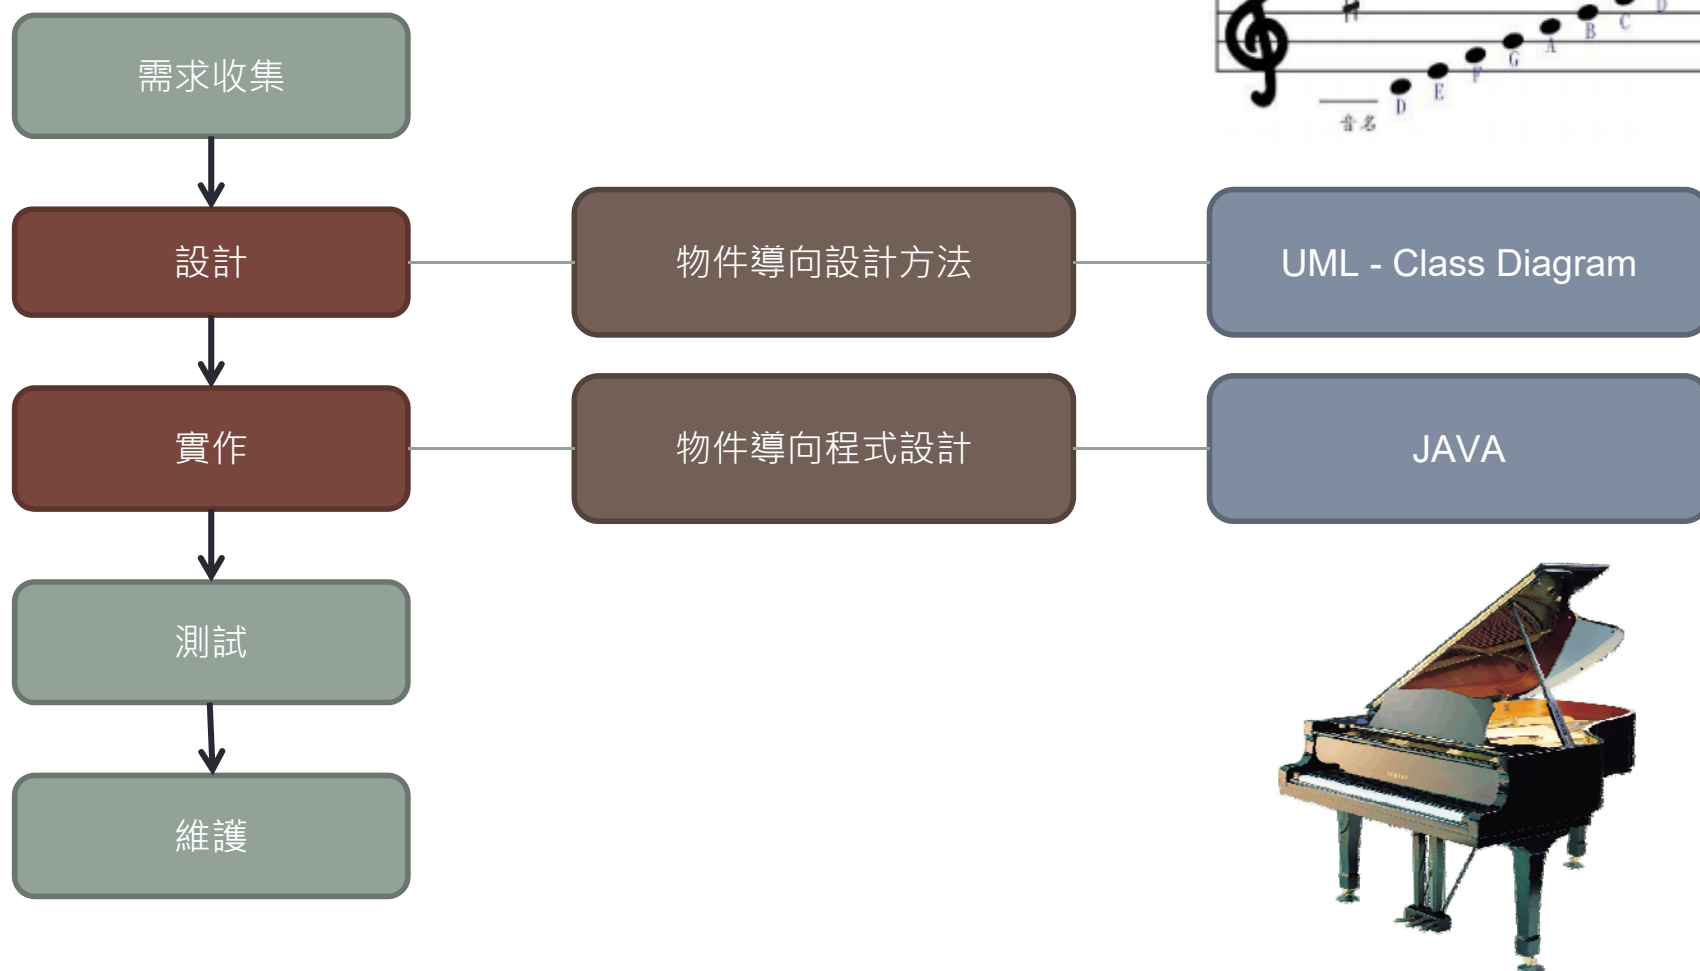 需求收集
D
C
B
A
G
F
E
D
音名
設計
物件導向設計方法
UML - Class Diagram
實作
物件導向程式設計
JAVA
測試
維護